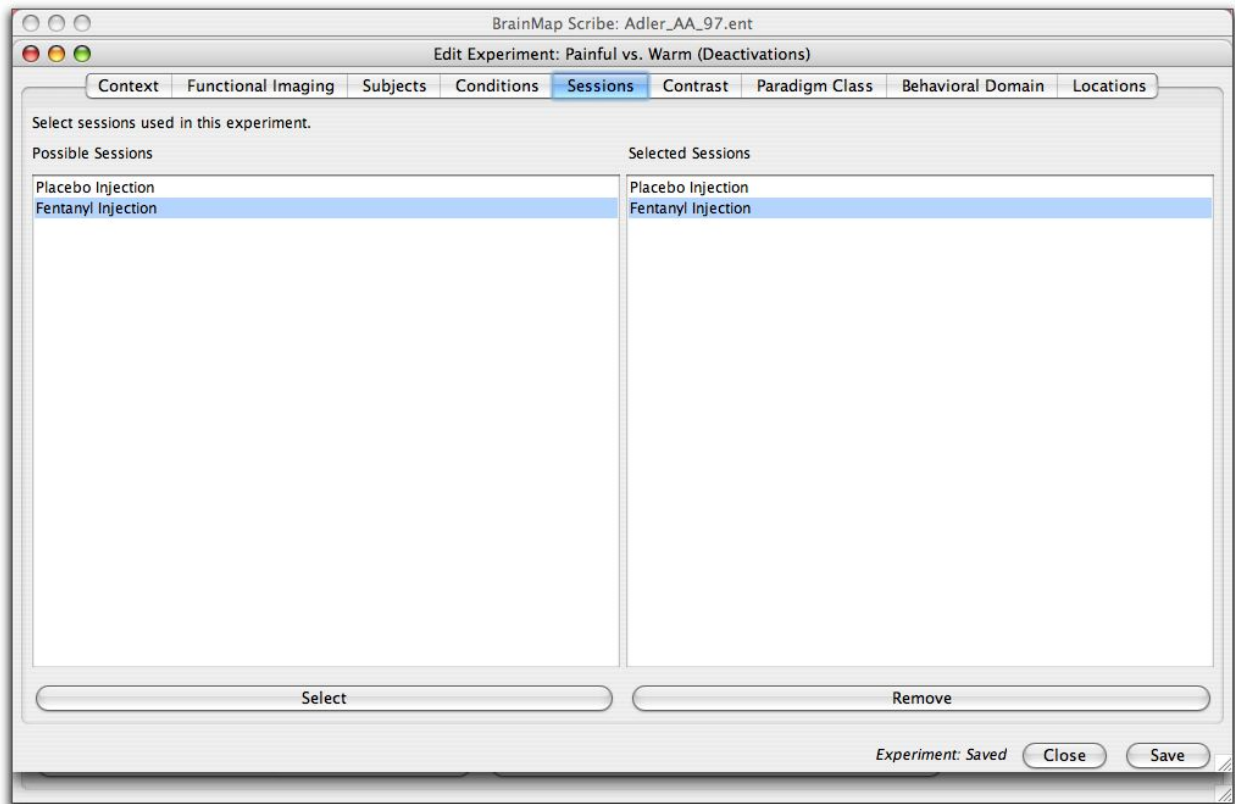 BrainMap Scribe: Adler_AA_97.ent
Edit Experiment: Painful vs. Warm (Deactivations)
Context Functional Imaging Subjects Conditions Sessions Contrast Paradigm Class Behavioral Domain Locations
Select sessions used in this experiment.
Possible Sessions Selected Sessions
Placebo Injection Placebo Injection
Fentanyl Injection Fentanyl Injection
Select Remove
Experiment: Saved Close Save